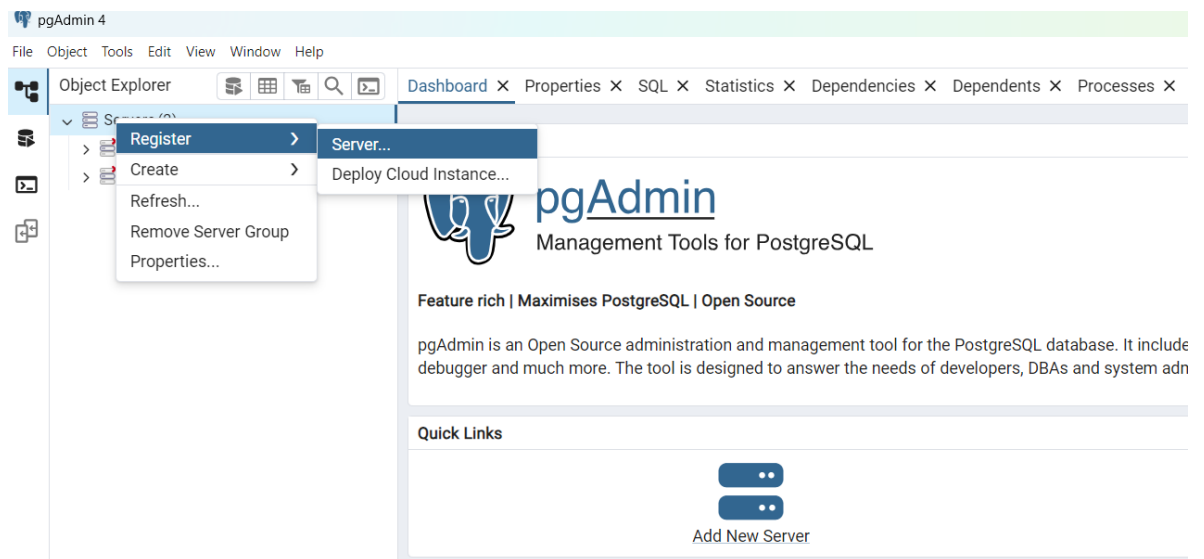 pgAdmin 4
File Object Tools Edit View Window Help
Object Explorer
Dashboard Properties SQL Statistics Dependencies Dependents Processes
Register
Create
Refresh...
Remove Server Group
Properties...
Server...
Deploy Cloud Instance...
pgAdmin
Management Tools for PostgreSQL
Feature rich | Maximises PostgreSQL | Open Source
pgAdmin is an Open Source administration and management tool for the PostgreSQL database. It include
debugger and much more. The tool is designed to answer the needs of developers, DBAs and system adn
Quick Links
Add New Server